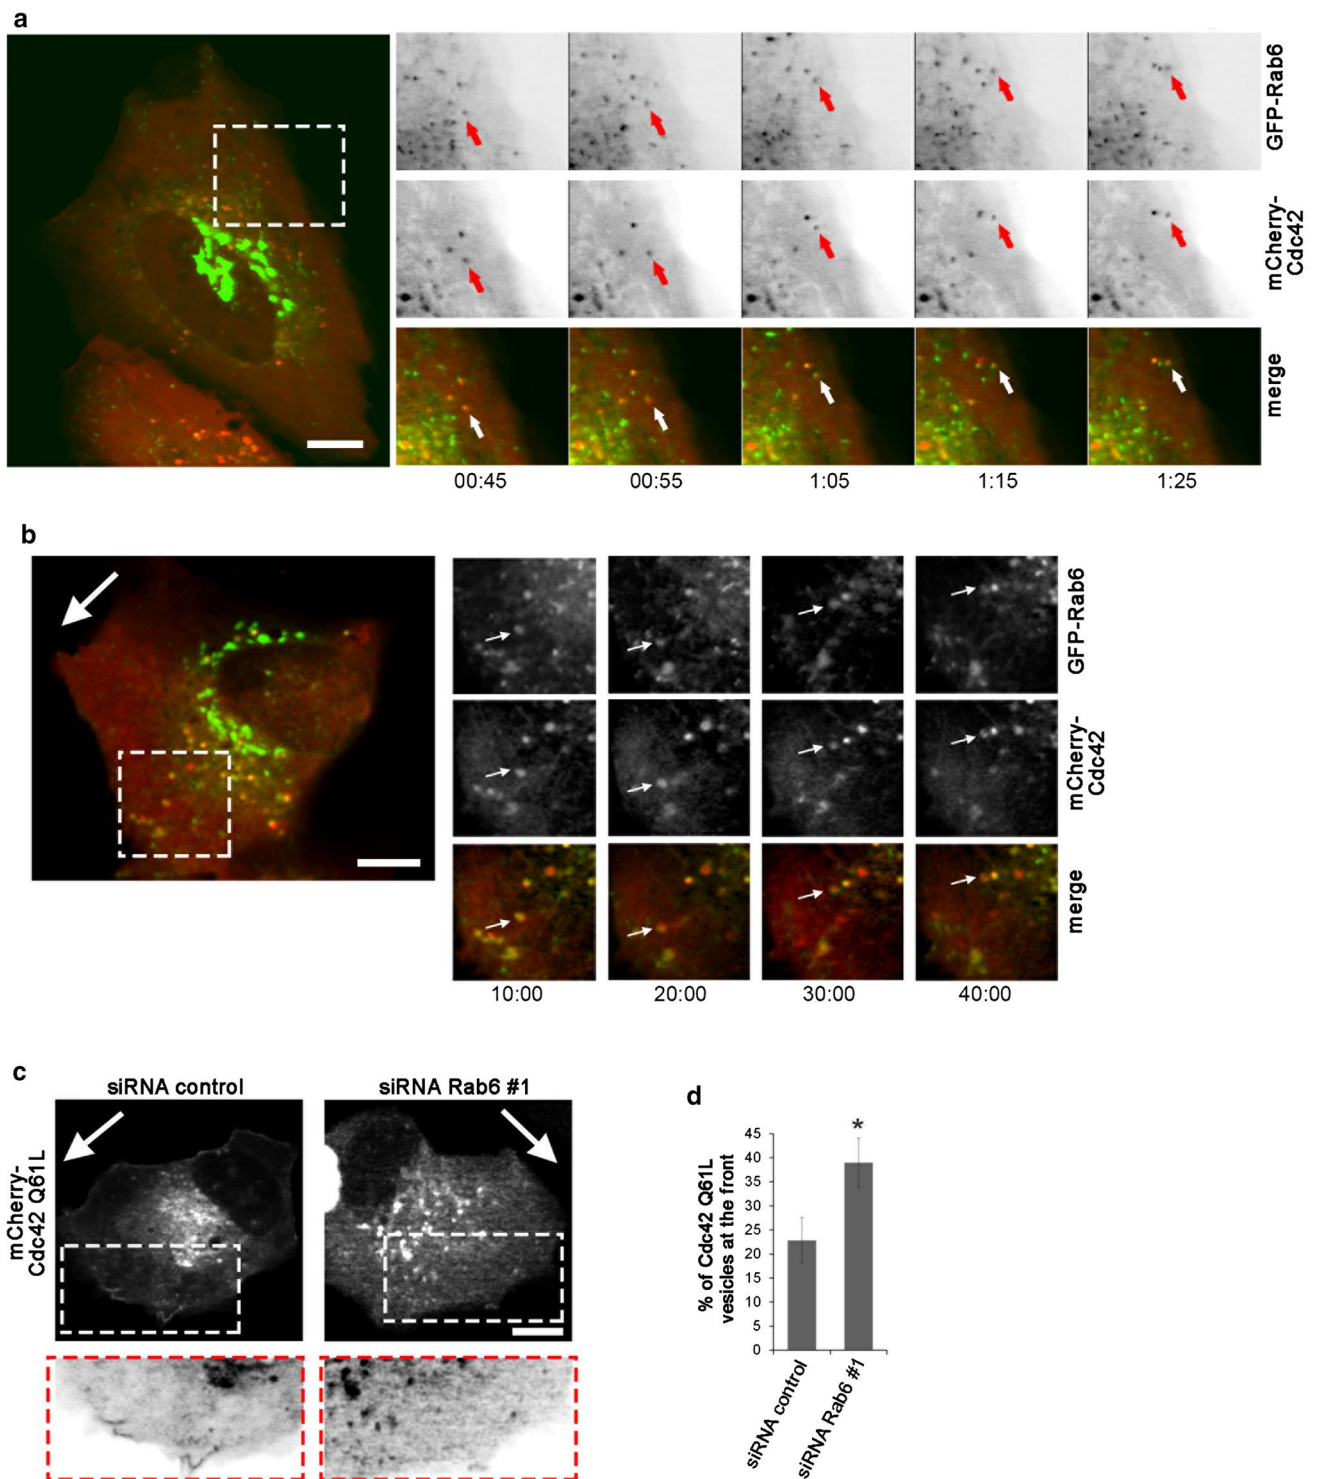 a
GFP-Rab6
mCherry-
Cdc42
merge
00:45 00:55 1:05 1:15 1:25
b
GFP-Rab6
mCherry-
Cdc42
merge
10:00 20:00 30:00 40:00
c
siRNA control siRNA Rab6 #1
mCherry-
Cdc42 Q61L
d
% of Cdc42 Q61L
vesicles at the front
45
40
35
30
25
20
15
10
5
0
*
siRNA control
siRNA Rab6 #1